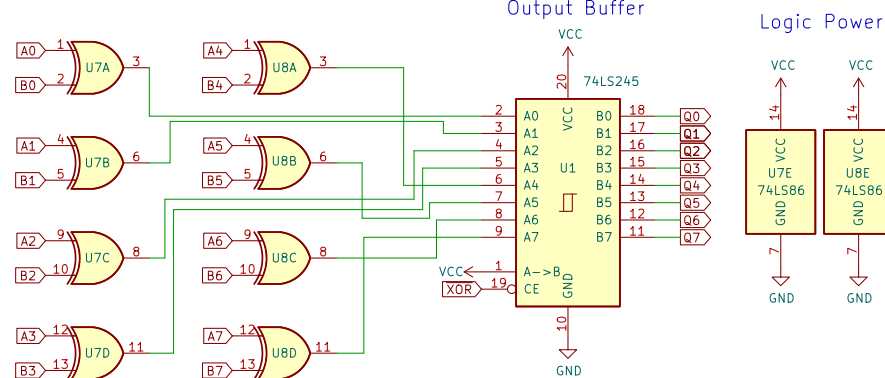 Output Buffer
Logic Power
A0 1 U7A 3
B0 2
A4 1 U8A 3
B4 2
A1 4 U7B 6
B1 5
A5 4 U8B 6
B5 5
A2 9 U7C 8
B2 10
A6 9 U8C 8
B6 10
A3 12 U7D 11
B3 13
A7 12 U8D 11
B7 13
VCC
20
74LS245
VCC
2 A0 B0 18 Q0
3 A1 B1 17 Q1
4 A2 B2 16 Q2
5 A3 U1 B3 15 Q3
6 A4 B4 14 Q4
7 A5 B5 13 Q5
8 A6 B6 12 Q6
9 A7 B7 11 Q7
VCC 1 A->B
XOR 19 CE
GND
10
GND
VCC
14
VCC
U7E
74LS86
GND
7
GND
VCC
14
VCC
U8E
74LS86
GND
7
GND